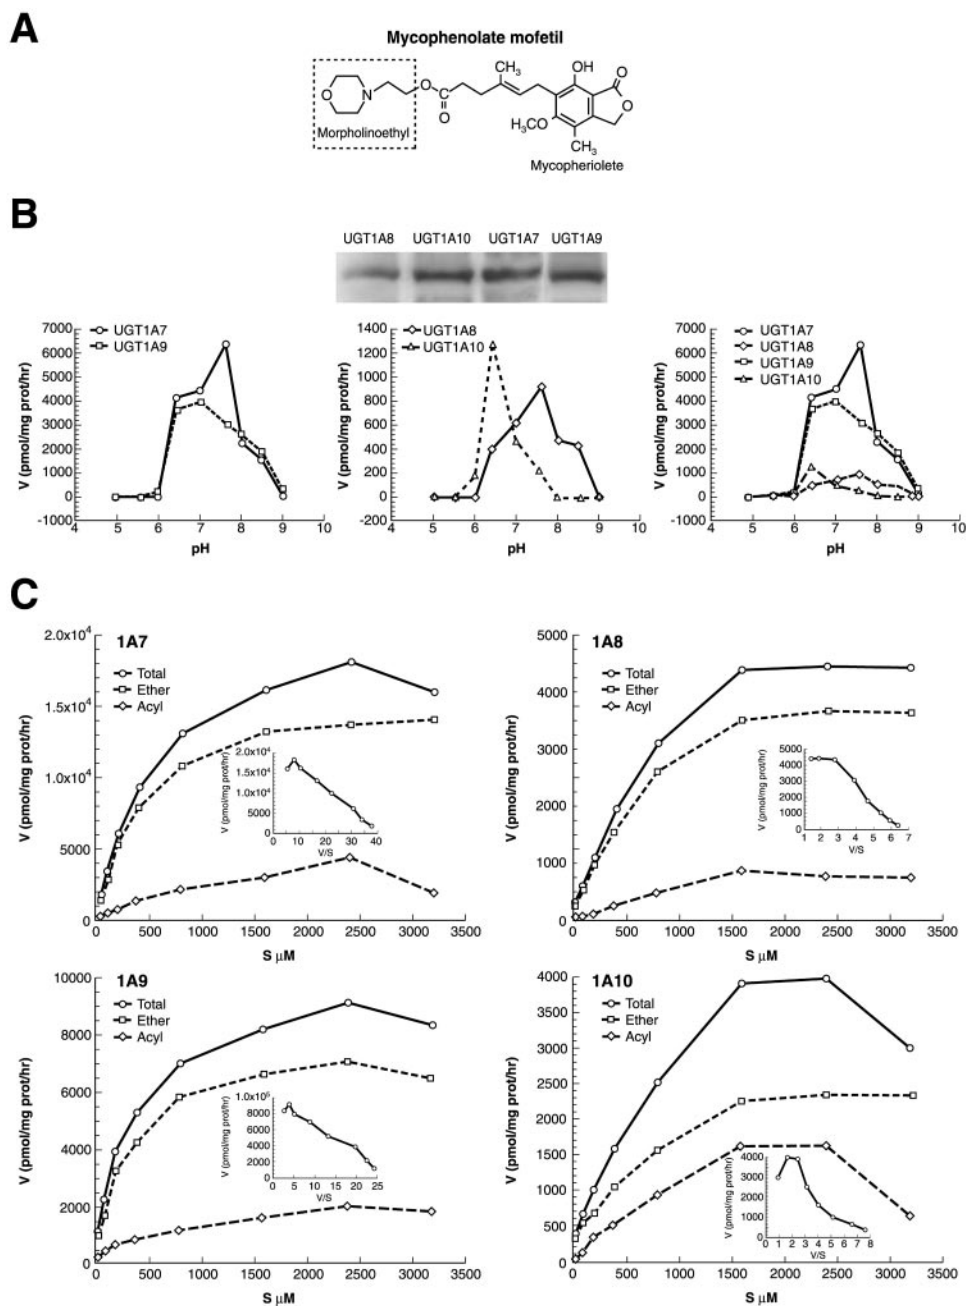 A
Mycophenolate mofetil
CH₃
OH
O
O
N
O
O
O
H₃CO
CH₃
Morpholinoethyl
Mycopheriolete
B
UGT1A8 UGT1A10 UGT1A7 UGT1A9
UGT1A7
UGT1A9
V (pmol/mg prot/hr)
7000
6000
5000
4000
3000
2000
1000
0
-1000
4 5 6 7 8 9 10
pH
UGT1A8
UGT1A10
V (pmol/mg prot/hr)
1400
1200
1000
800
600
400
200
0
-200
4 5 6 7 8 9 10
pH
UGT1A7
UGT1A8
UGT1A9
UGT1A10
V (pmol/mg prot/hr)
7000
6000
5000
4000
3000
2000
1000
0
-1000
4 5 6 7 8 9 10
pH
C
1A7
Total
Ether
Acyl
V (pmol/mg prot/hr)
2.0x10⁴
1.5x10⁴
1.0x10⁴
5000
0
0 500 1000 1500 2000 2500 3000 3500
S μM
V (pmol/mg prot/hr)
2.0x10⁴
1.5x10⁴
1.0x10⁴
5000
0
0 10 20 30 40
V/S
1A8
Total
Ether
Acyl
V (pmol/mg prot/hr)
5000
4000
3000
2000
1000
0
0 500 1000 1500 2000 2500 3000 3500
S μM
V (pmol/mg prot/hr)
5000
4000
3000
2000
1000
0
1 2 3 4 5 6 7
V/S
1A9
Total
Ether
Acyl
V (pmol/mg prot/hr)
10000
8000
6000
4000
2000
0
0 500 1000 1500 2000 2500 3000 3500
S μM
V (pmol/mg prot/hr)
8000
6000
4000
2000
0
0 5 10 15 20 25
V/S
1A10
Total
Ether
Acyl
V (pmol/mg prot/hr)
4000
3500
3000
2500
2000
1500
1000
500
0
0 500 1000 1500 2000 2500 3000 3500
S μM
V (pmol/mg prot/hr)
4000
3000
2000
1000
0
0 1 2 3 4 5 6 7 8
V/S